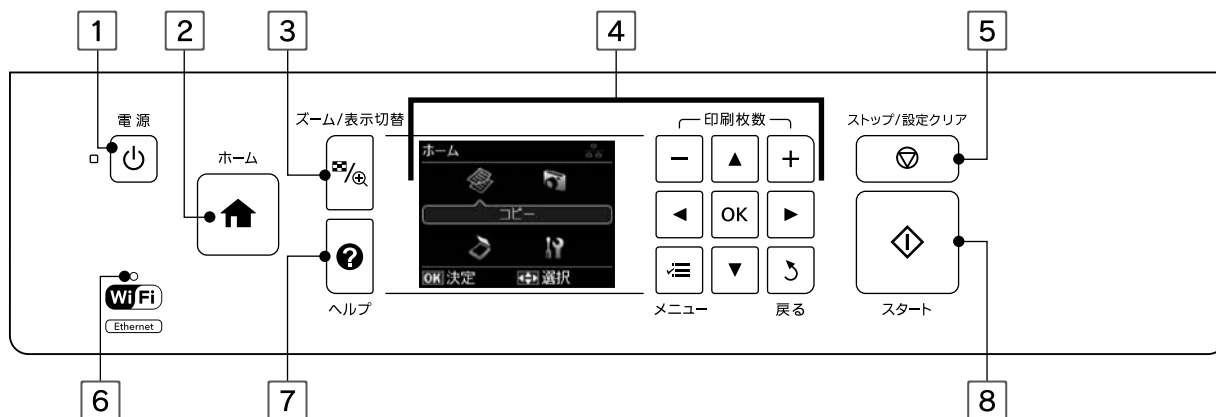 1
2
3
4
5
電源
ホーム
ズーム/表示切替
ホーム
コピー
OK 決定
選択
印刷枚数
OK
メニュー
戻る
ストップ/設定クリア
スタート
ヘルプ
Wi Fi
Ethernet
6
7
8